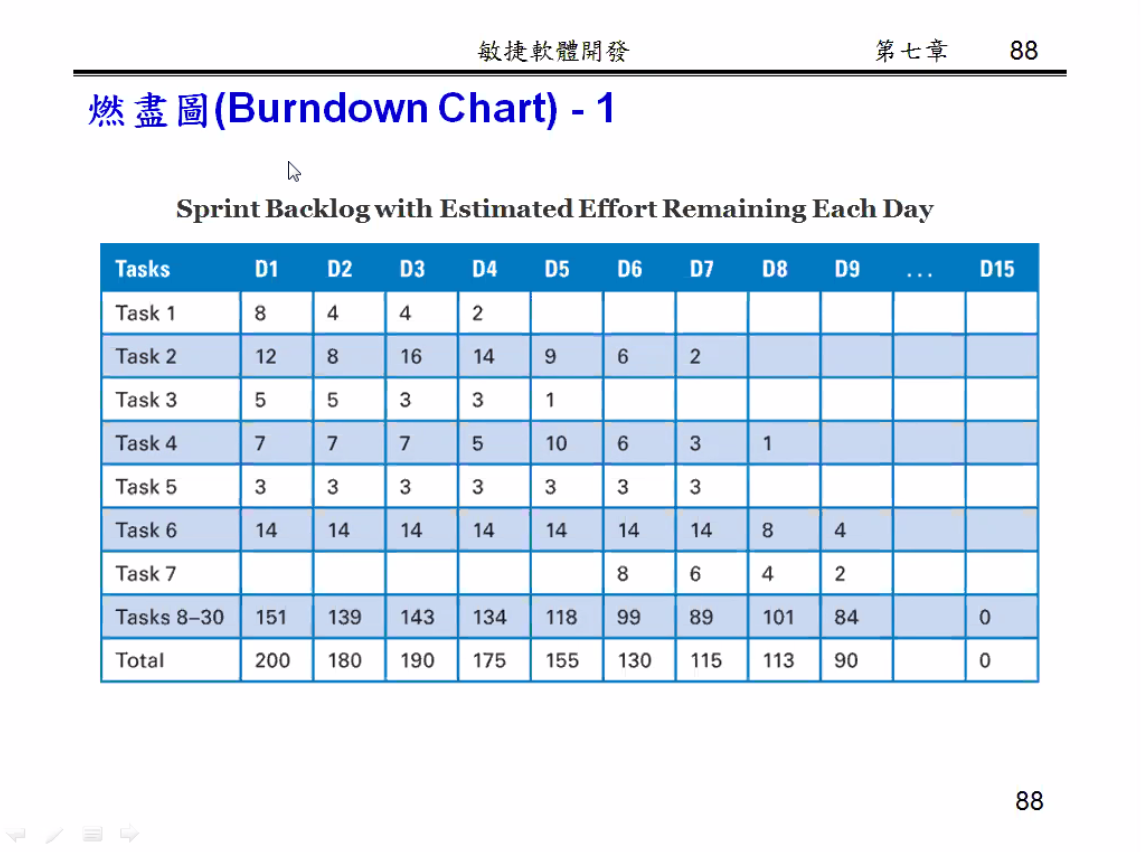 敏捷軟體開發 第七章 88
燃盡圖(Burndown Chart) - 1
Sprint Backlog with Estimated Effort Remaining Each Day
Tasks D1 D2 D3 D4 D5 D6 D7 D8 D9 ... D15
Task 1 8 4 4 2
Task 2 12 8 16 14 9 6 2
Task 3 5 5 3 3 1
Task 4 7 7 7 5 10 6 3 1
Task 5 3 3 3 3 3 3 3
Task 6 14 14 14 14 14 14 14 8 4
Task 7 8 6 4 2
Tasks 8–30 151 139 143 134 118 99 89 101 84 0
Total 200 180 190 175 155 130 115 113 90 0
88